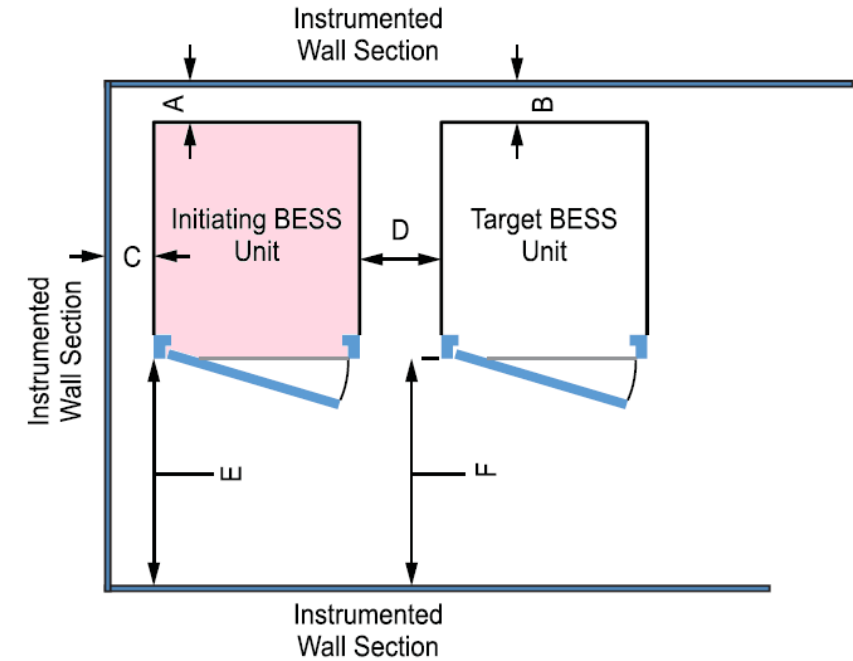 Instrumented
Wall Section
A
B
Initiating BESS
Unit
D
Target BESS
Unit
C
Instrumented
Wall Section
E
F
Instrumented
Wall Section